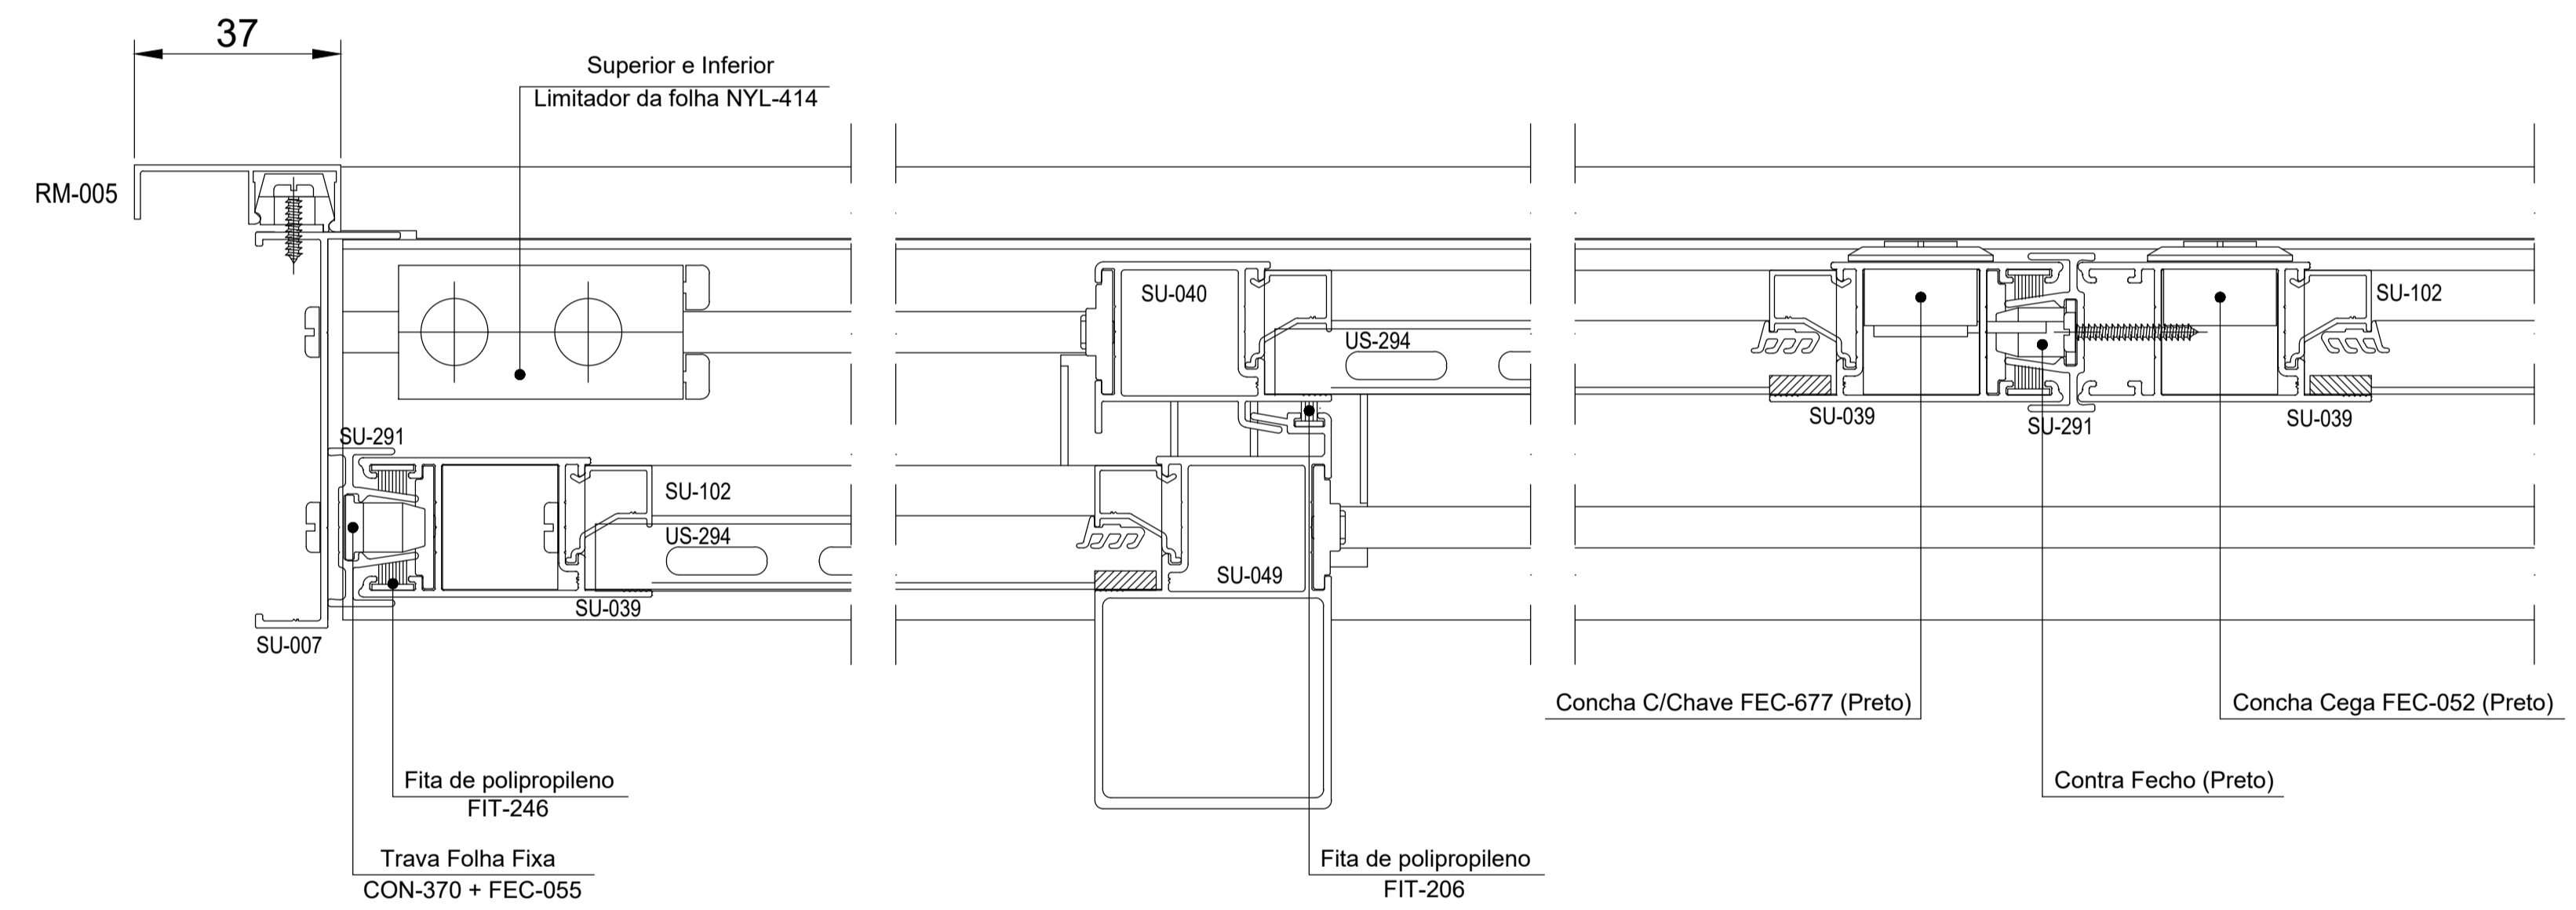 37
Superior e Inferior
Limitador da folha NYL-414
RM-005
SU-040
SU-102
US-294
SU-039
SU-291
SU-039
SU-291
SU-102
US-294
SU-049
SU-039
SU-007
Concha C/Chave FEC-677 (Preto)
Concha Cega FEC-052 (Preto)
Fita de polipropileno
FIT-246
Contra Fecho (Preto)
Trava Folha Fixa
CON-370 + FEC-055
Fita de polipropileno
FIT-206